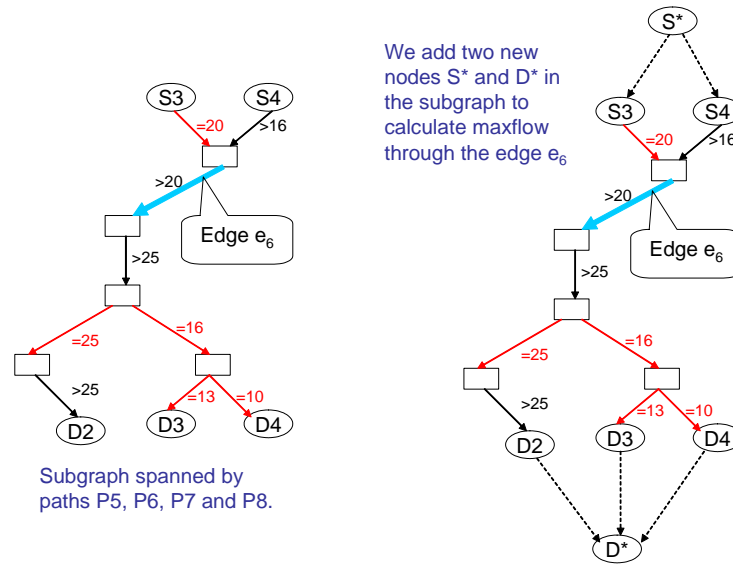 S3
S4
=20
>16
>20
Edge e6
>25
=25
=16
>25
=13
=10
D2
D3
D4
Subgraph spanned by
paths P5, P6, P7 and P8.
We add two new
nodes S* and D* in
the subgraph to
calculate maxflow
through the edge e6
S*
S3
S4
=20
>16
>20
Edge e6
>25
=25
=16
>25
=13
=10
D2
D3
D4
D*